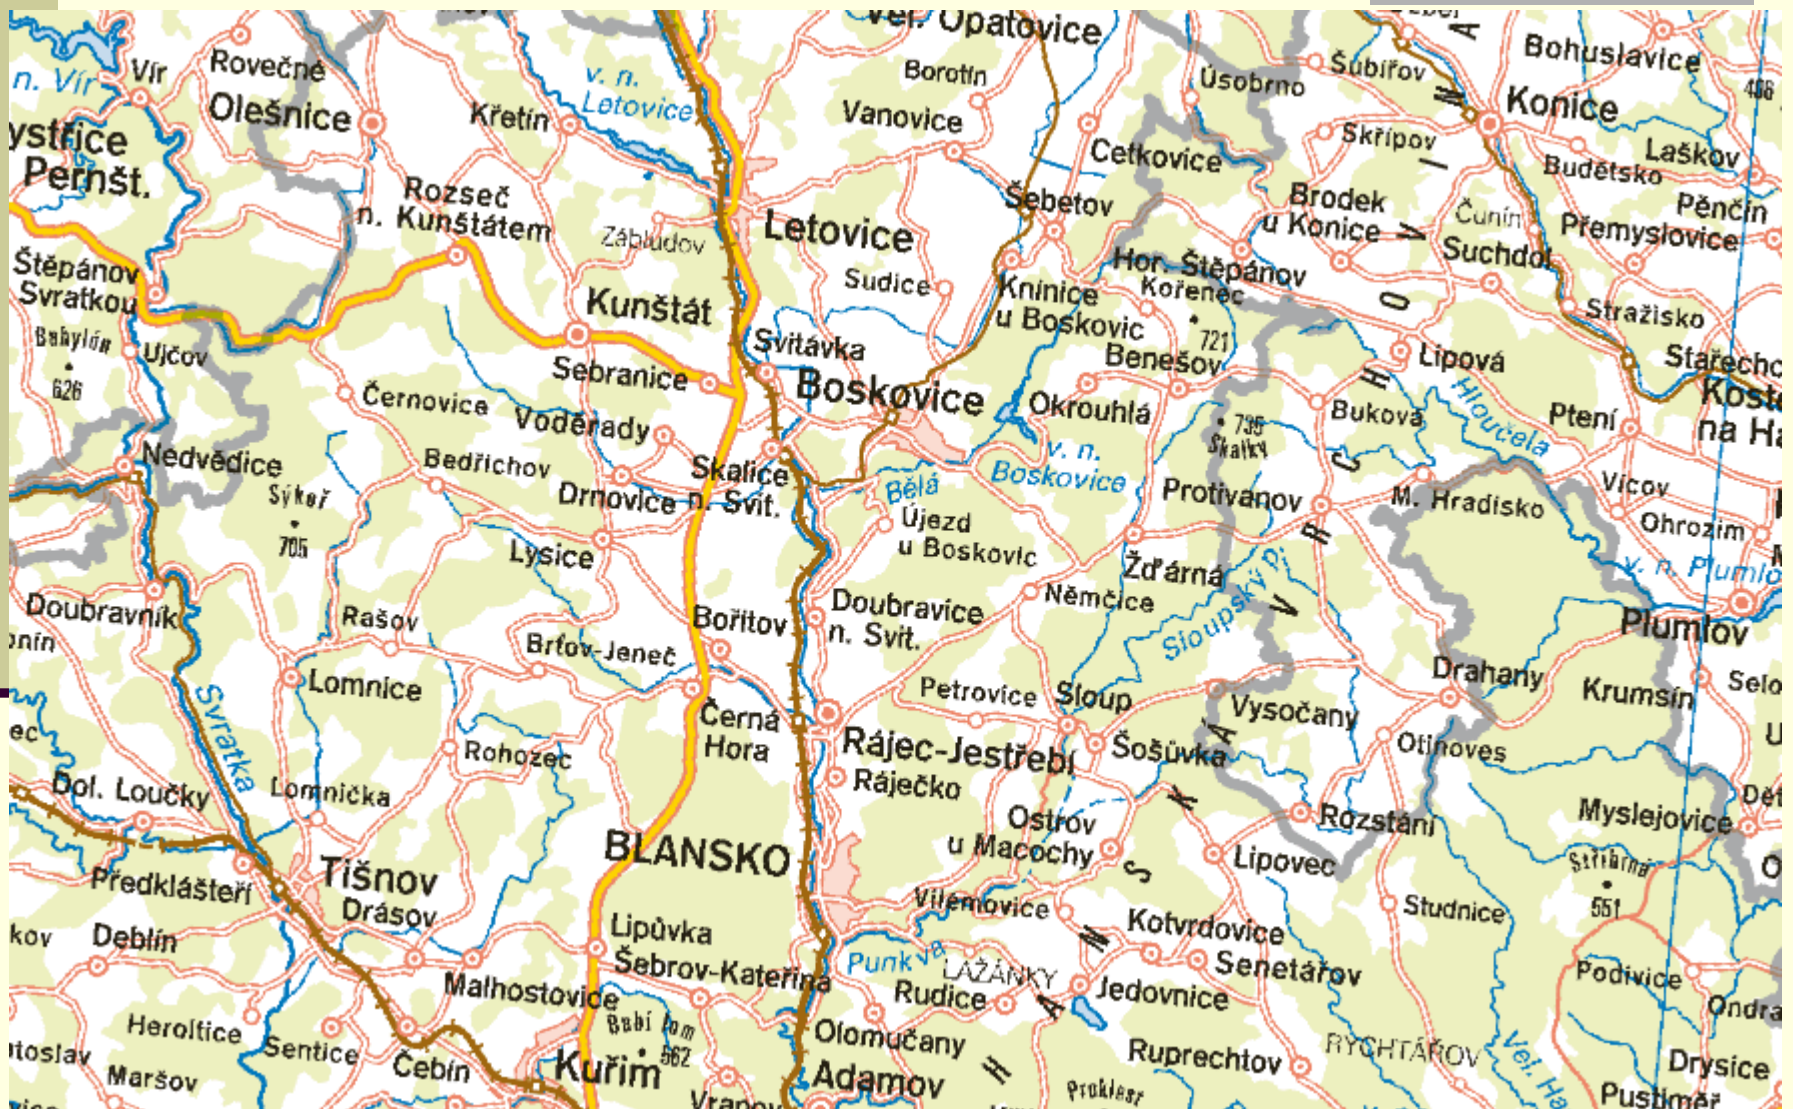 Vel. Opatovice
Bohuslavice
Vír
Rovečné
v. n.
Letovice
Borotín
Úsobrno
Šubířov
n. Vír
Olešnice
Křetín
Vanovice
Konice
Skřípov
Cetkovice
Laškov
Budětsko
Pernšt.
Rozseč
n. Kunštátem
Šebetov
Brodek
u Konice
Čunín
Pěnčín
Přemyslovice
Zábludov
Letovice
Suchdol
Štěpánov
Svratkou
Hor. Štěpánov
Kořenec
Sudice
Knínice
u Boskovic
Kunštát
Stražisko
721
Babylón
626
Ujčov
Svitávka
Benešov
Lipová
Sebranice
Boskovice
Okrouhlá
Buková
Hloučela
Ptení
Černovice
Voděrady
735
Skalky
Nedvědice
Bedřichov
Skalice
n. Svit.
Drnovice
v. n.
Boskovice
Bělá
Protivanov
M. Hradisko
Vícov
Ohrozim
Sýkoř
705
Újezd
u Boskovic
Lysice
Žďárná
Němčice
Sloupský p.
v. n. Plumlo
Doubravník
Rašov
Bořitov
Doubravice
n. Svit.
Plumlov
Brťov-Jeneč
Lomnice
Petrovice
Sloup
Drahany
Krumsín
Vysočany
Svratka
Černá
Hora
Rájec-Jestřebí
Šošůvka
Otinoves
Rohozec
Ráječko
Dol. Loučky
Lomnička
Ostrov
u Macochy
Rozstání
Myslejovice
BLANSKO
Lipovec
551
Předklášteří
Tišnov
Drásov
Vilémovice
Studnice
Deblín
Lipůvka
Kotvrdovice
Šebrov-Kateřina
Punkva
LAŽÁNKY
Senetářov
Podivice
Malhostovice
Rudice
Jedovnice
Heroltice
Sentice
Babí lom
562
Olomučany
Ruprechtov
RYCHTÁŘOV
Drysice
Maršov
Čebín
Kuřim
Adamov
Pustiměř
DRAHANSKÁ VRCHOVINA